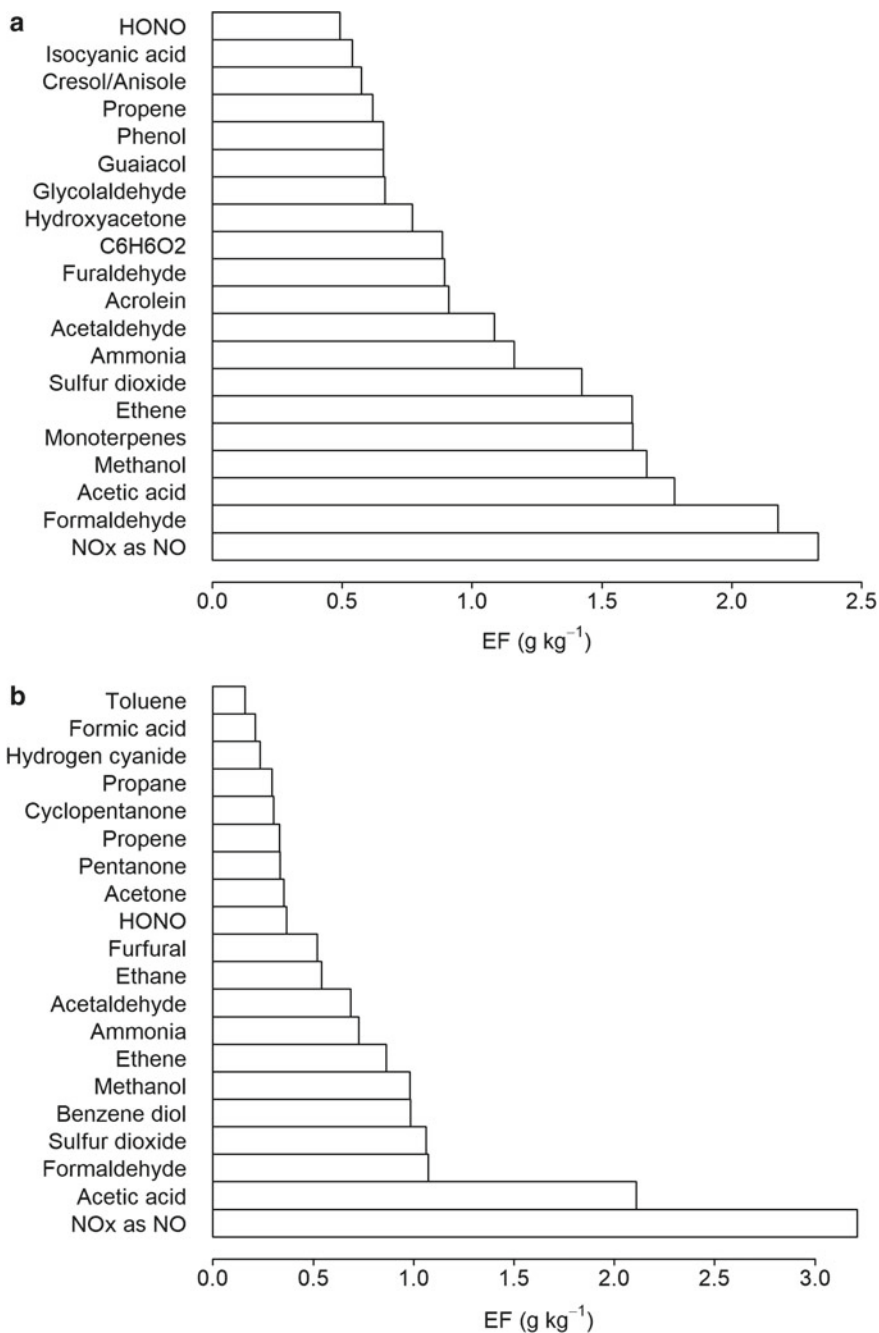 a
HONO
Isocyanic acid
Cresol/Anisole
Propene
Phenol
Guaiacol
Glycolaldehyde
Hydroxyacetone
C6H6O2
Furaldehyde
Acrolein
Acetaldehyde
Ammonia
Sulfur dioxide
Ethene
Monoterpenes
Methanol
Acetic acid
Formaldehyde
NOx as NO
0.0 0.5 1.0 1.5 2.0 2.5
EF (g kg⁻¹)
b
Toluene
Formic acid
Hydrogen cyanide
Propane
Cyclopentanone
Propene
Pentanone
Acetone
HONO
Furfural
Ethane
Acetaldehyde
Ammonia
Ethene
Methanol
Benzene diol
Sulfur dioxide
Formaldehyde
Acetic acid
NOx as NO
0.0 0.5 1.0 1.5 2.0 2.5 3.0
EF (g kg⁻¹)